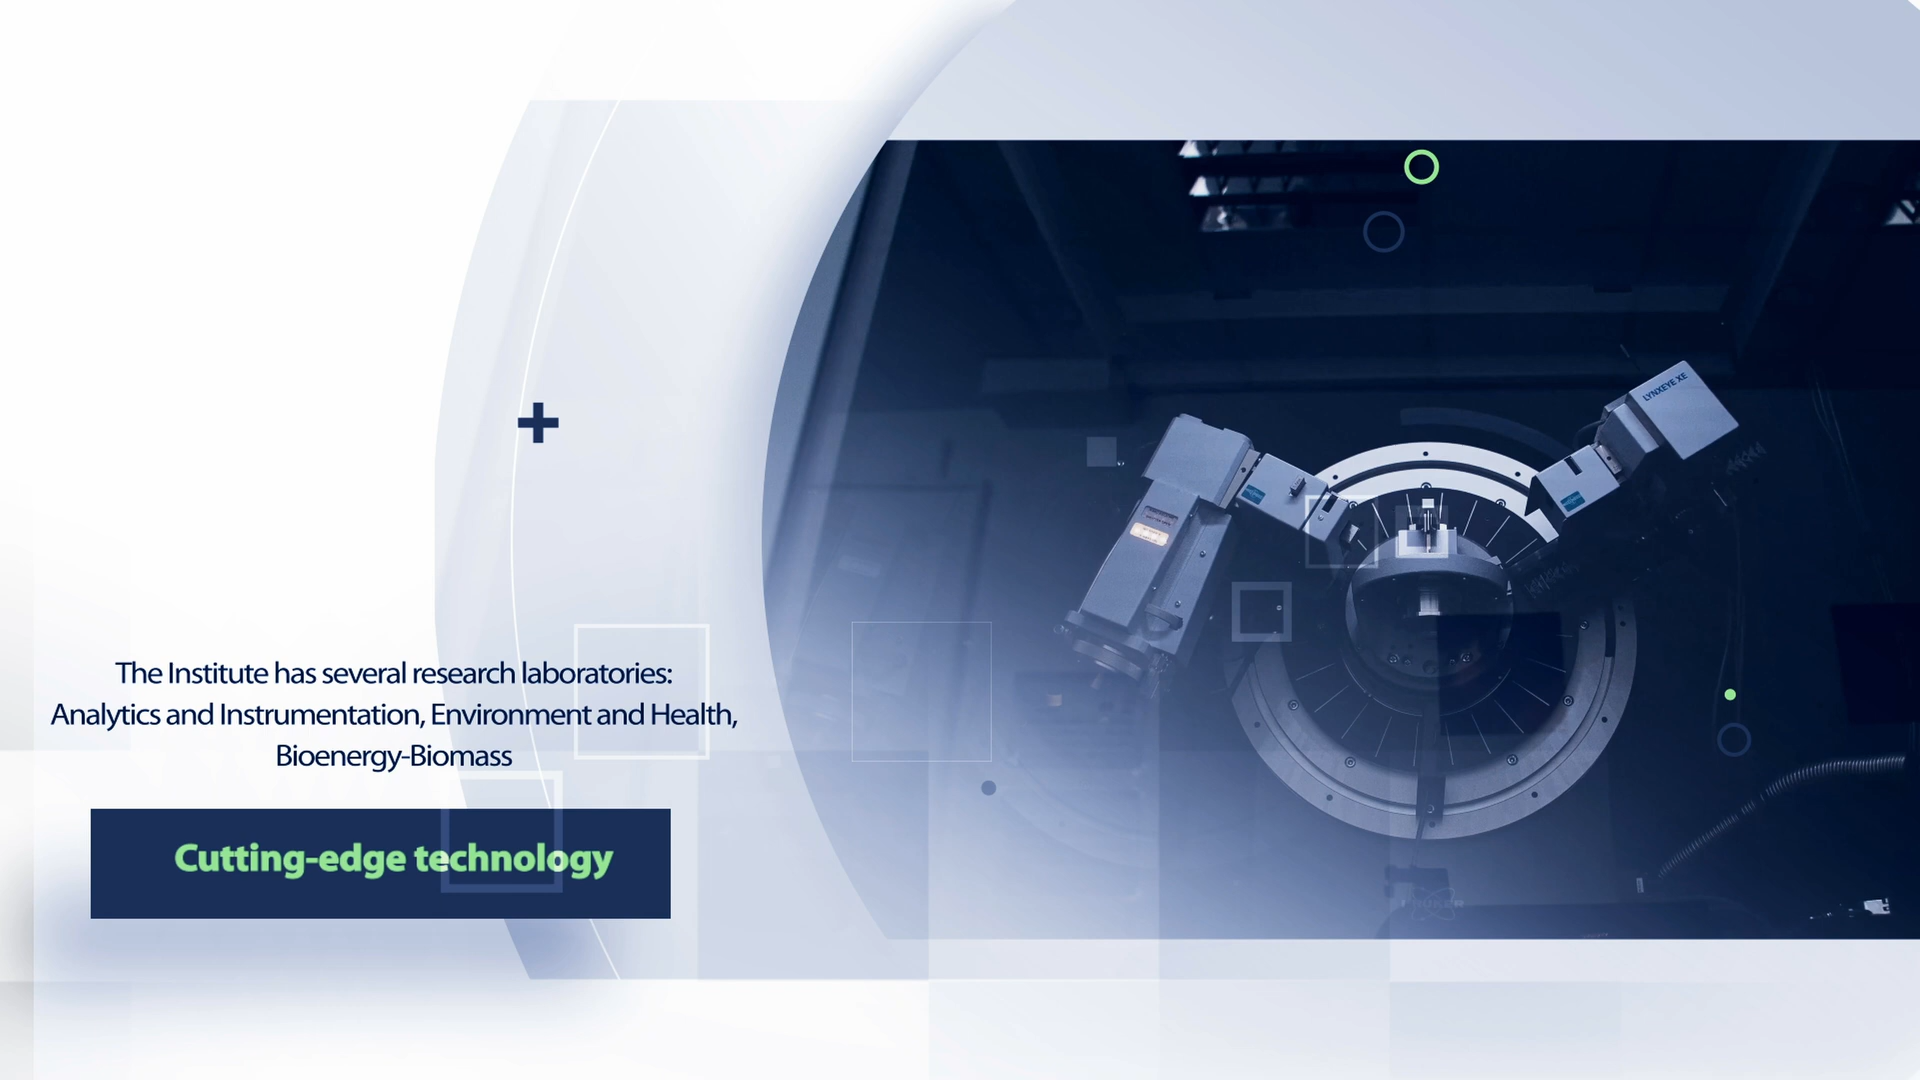 The Institute has several research laboratories:
Analytics and Instrumentation, Environment and Health,
Bioenergy-Biomass
Cutting-edge technology
LYNXEYE XE
BRUKER